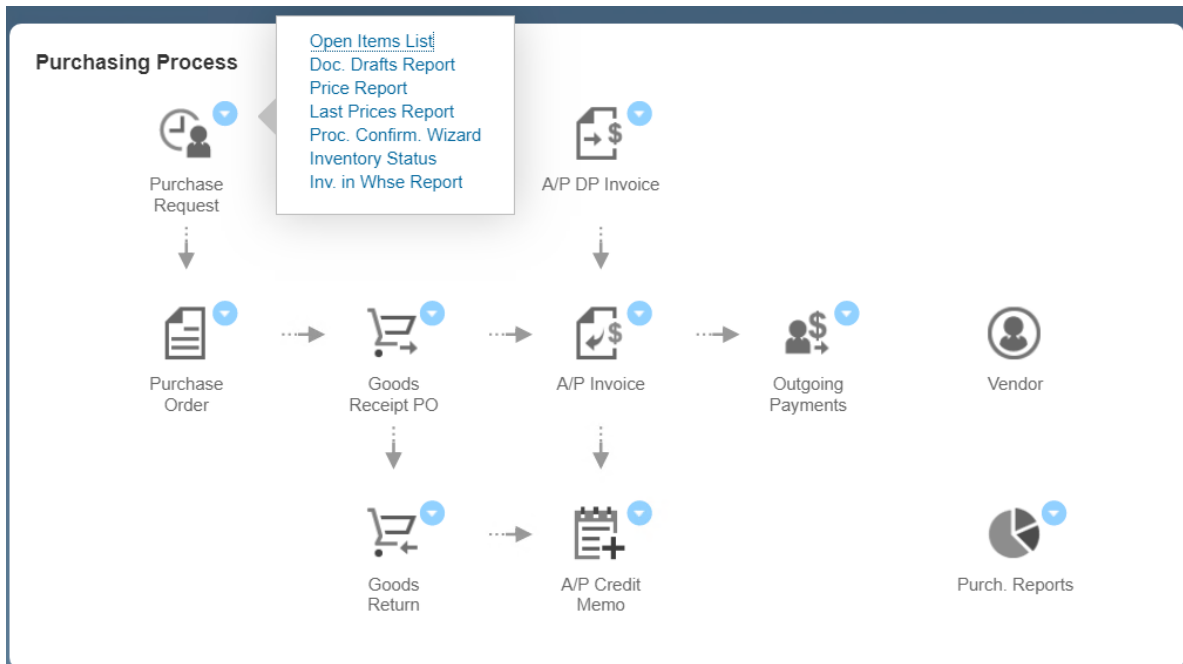 Purchasing Process
Open Items List
Doc. Drafts Report
Price Report
Last Prices Report
Proc. Confirm. Wizard
Inventory Status
Inv. in Whse Report
Purchase
Request
A/P DP Invoice
Purchase
Order
Goods
Receipt PO
A/P Invoice
Outgoing
Payments
Vendor
Goods
Return
A/P Credit
Memo
Purch. Reports